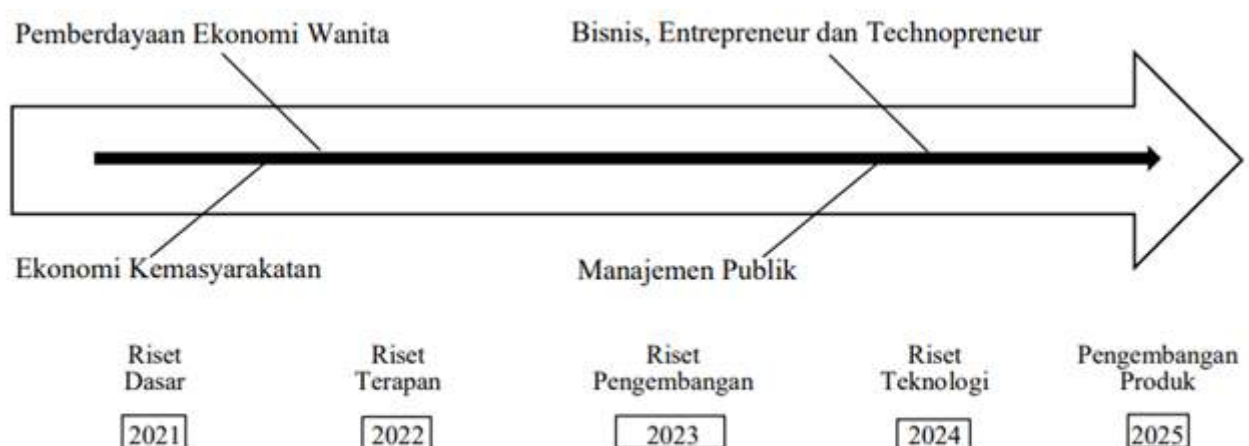 Pemberdayaan Ekonomi Wanita
Bisnis, Entrepreneur dan Technopreneur
Ekonomi Kemasyarakatan
Manajemen Publik
Riset
Dasar
Riset
Terapan
Riset
Pengembangan
Riset
Teknologi
Pengembangan
Produk
2021
2022
2023
2024
2025